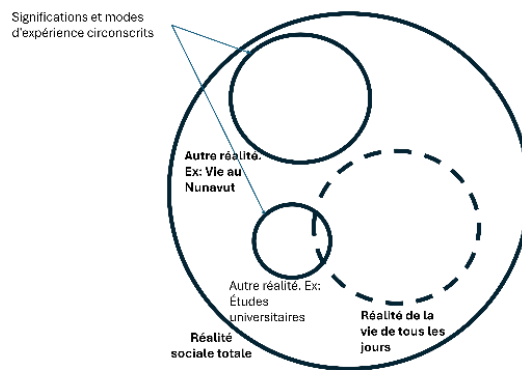 Significations et modes
d'expérience circonscrits
Autre réalité.
Ex: Vie au
Nunavut
Autre réalité. Ex:
Études
universitaires
Réalité
sociale totale
Réalité de la
vie de tous les
jours